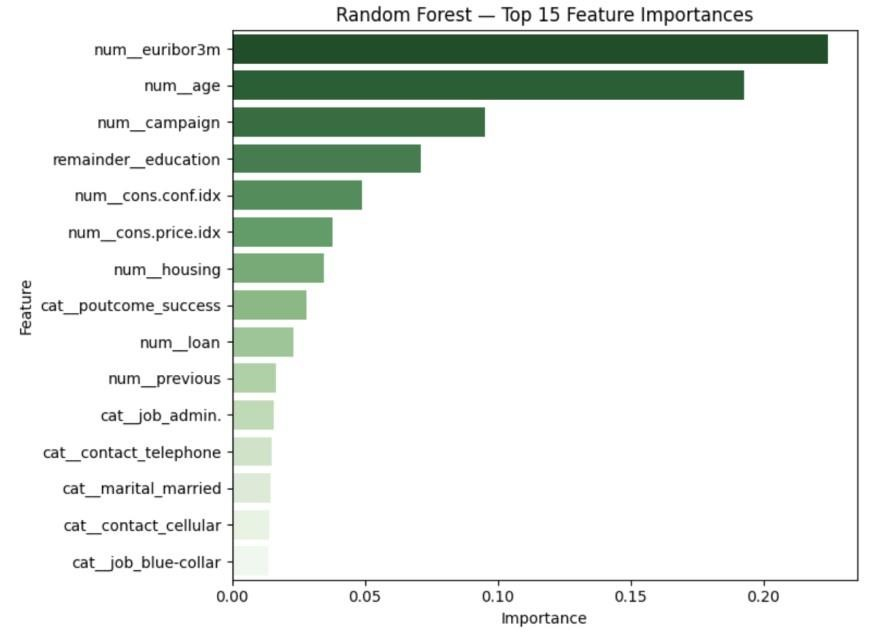 Random Forest — Top 15 Feature Importances
Feature
num__euribor3m
num__age
num__campaign
remainder__education
num__cons.conf.idx
num__cons.price.idx
num__housing
cat__poutcome_success
num__loan
num__previous
cat__job_admin.
cat__contact_telephone
cat__marital_married
cat__contact_cellular
cat__job_blue-collar
0.00 0.05 0.10 0.15 0.20
Importance